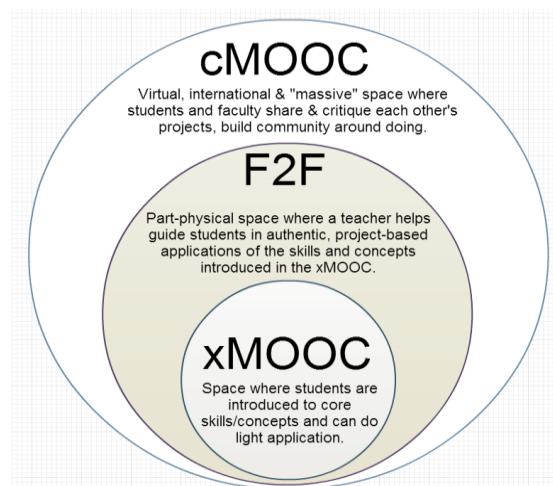 cMOOC
Virtual, international & "massive" space where
students and faculty share & critique each other's
projects, build community around doing.
F2F
Part-physical space where a teacher helps
guide students in authentic, project-based
applications of the skills and concepts
introduced in the xMOOC.
xMOOC
Space where students are
introduced to core
skills/concepts and can do
light application.